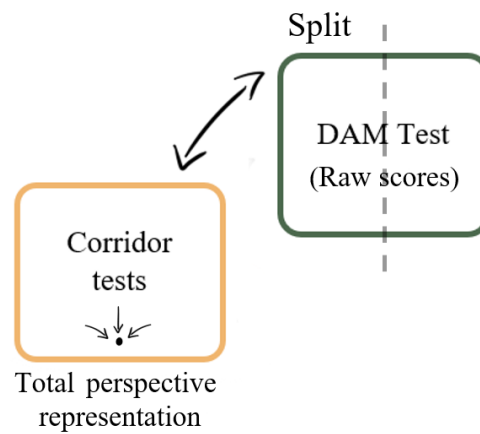 Split
DAM Test
(Raw scores)
Corridor
tests
Total perspective
representation